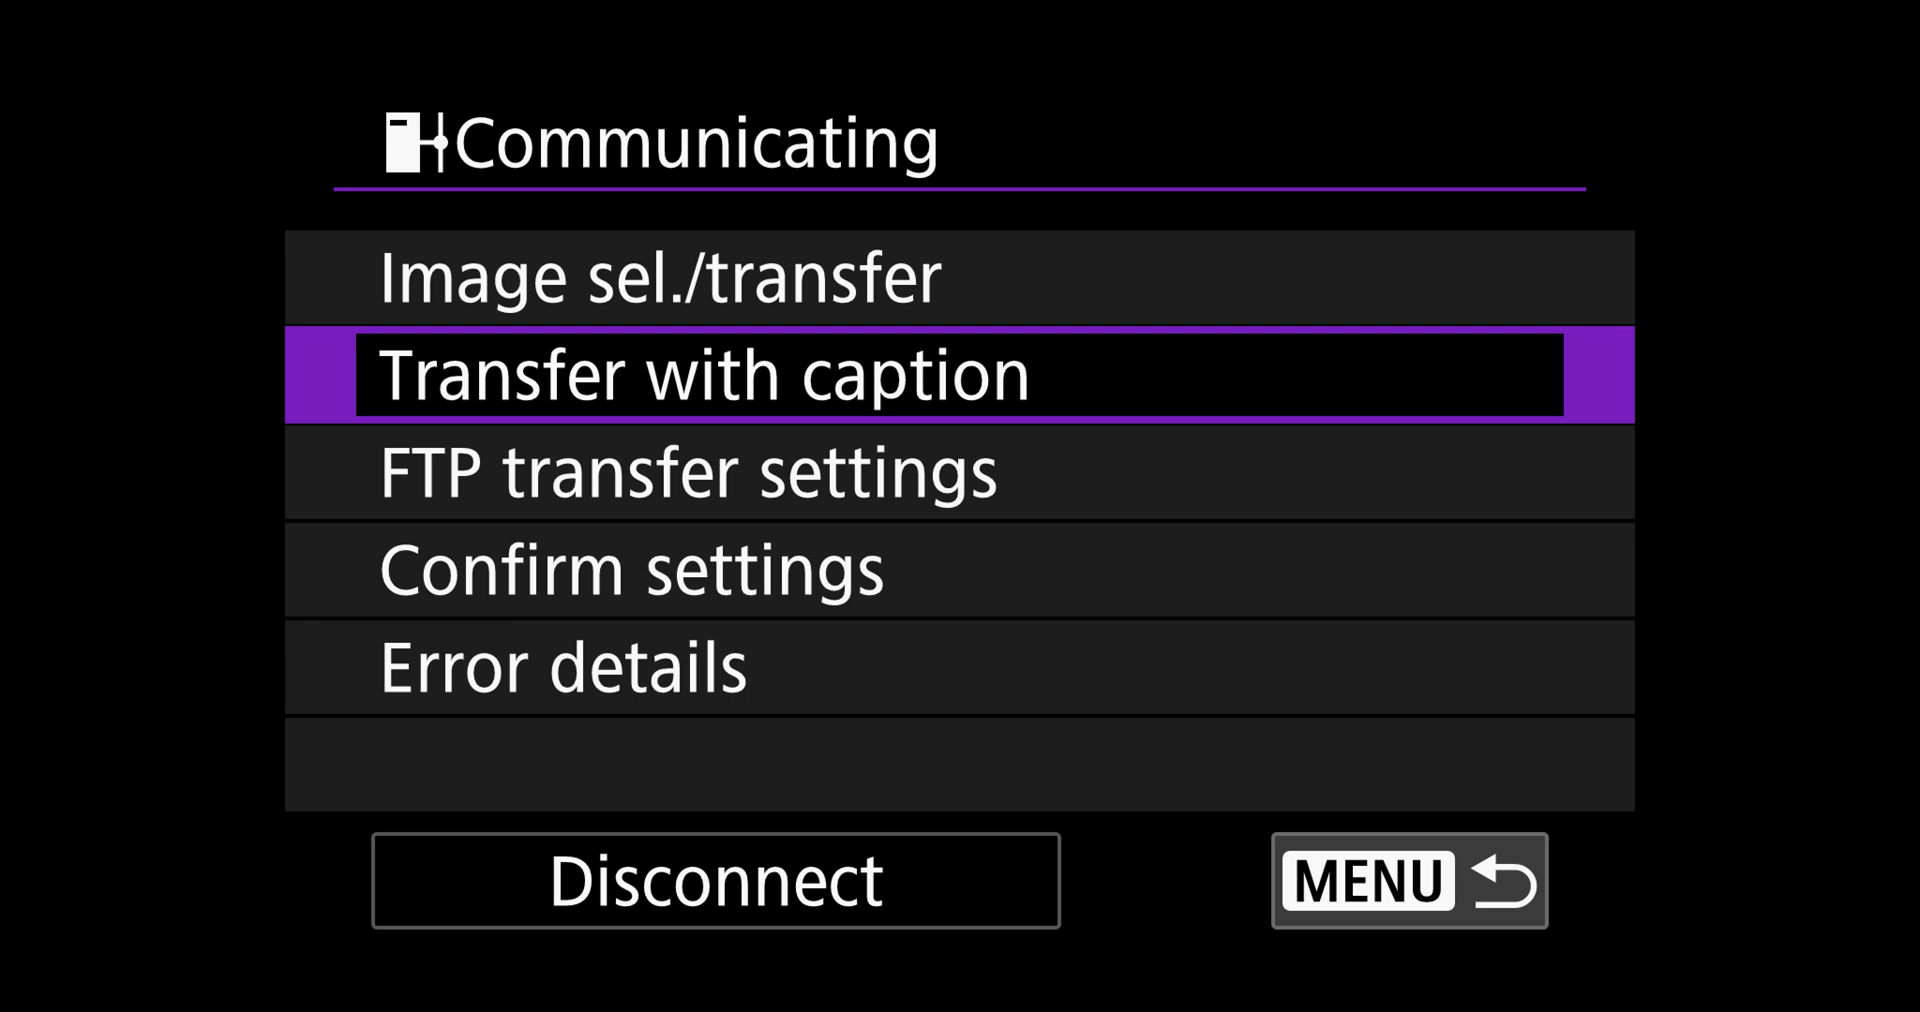 Communicating
Image sel./transfer
Transfer with caption
FTP transfer settings
Confirm settings
Error details
Disconnect
MENU